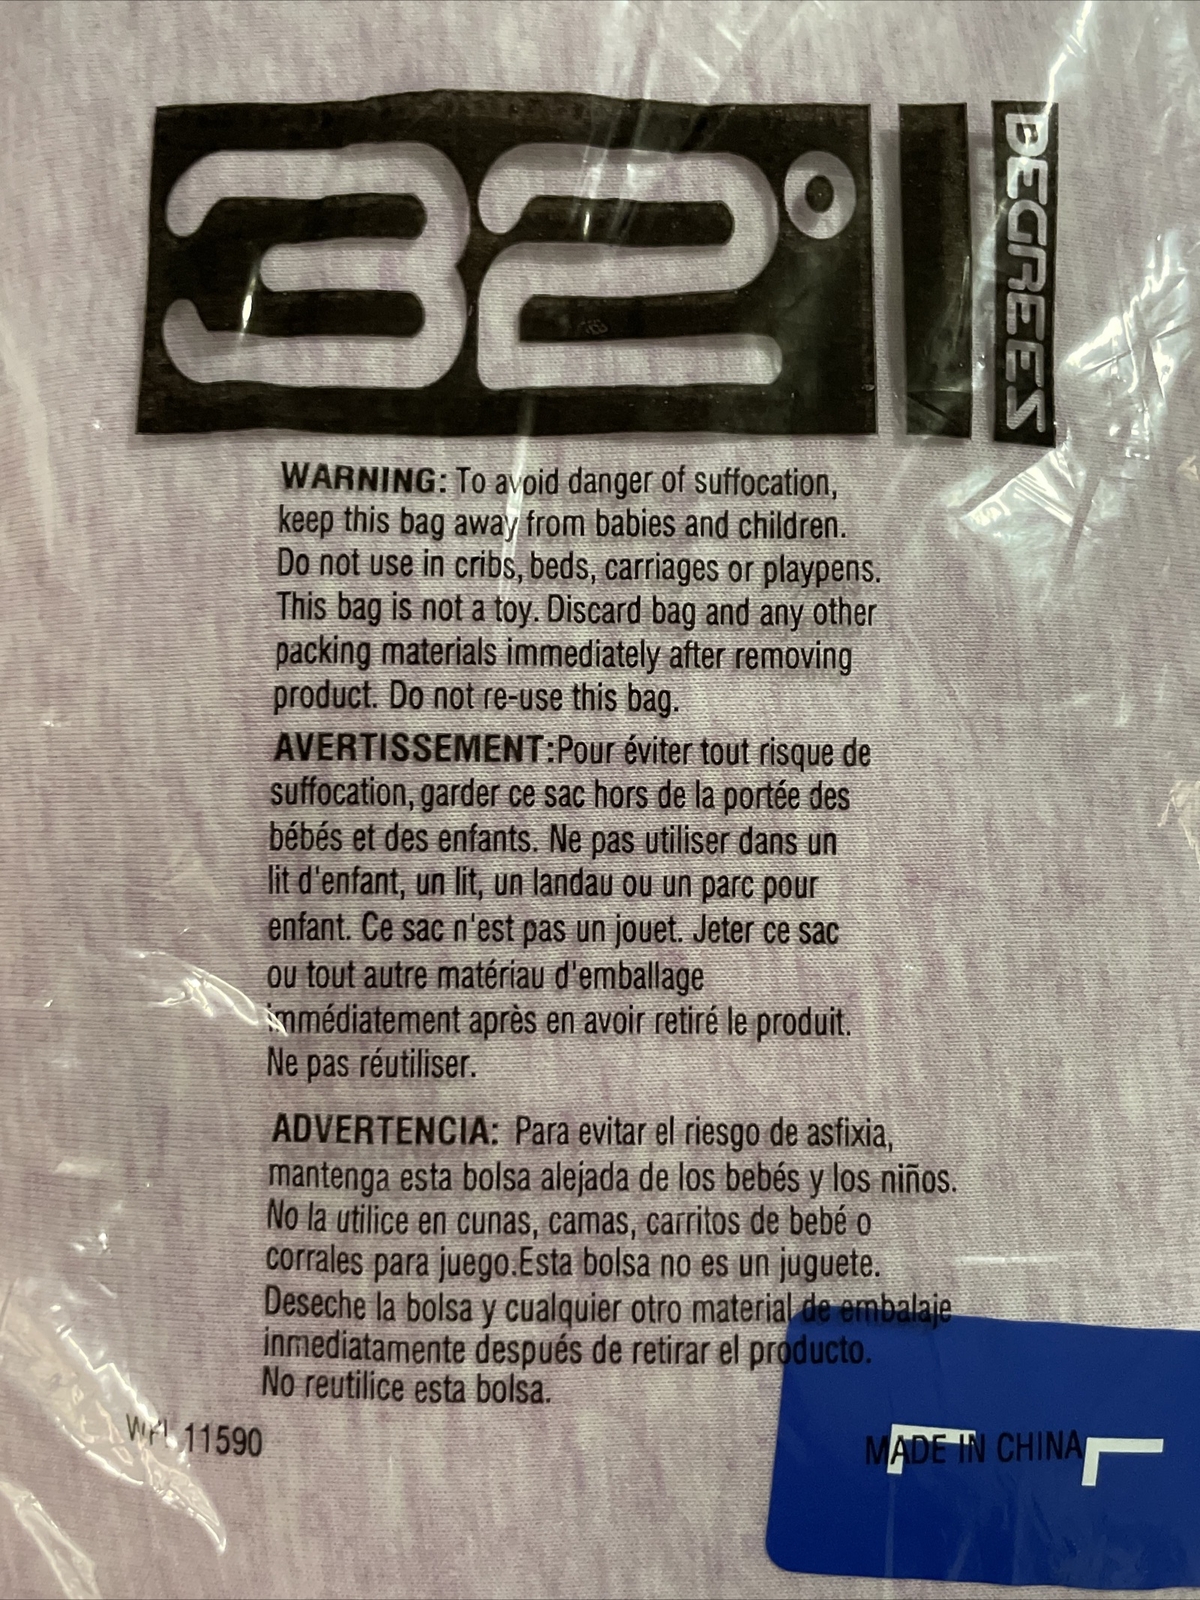 32°
DEGREES
WARNING: To avoid danger of suffocation,
keep this bag away from babies and children.
Do not use in cribs, beds, carriages or playpens.
This bag is not a toy. Discard bag and any other
packing materials immediately after removing
product. Do not re-use this bag.
AVERTISSEMENT:Pour éviter tout risque de
suffocation, garder ce sac hors de la portée des
bébés et des enfants. Ne pas utiliser dans un
lit d'enfant, un lit, un landau ou un parc pour
enfant. Ce sac n'est pas un jouet. Jeter ce sac
ou tout autre matériau d'emballage
immédiatement après en avoir retiré le produit.
Ne pas réutiliser.
ADVERTENCIA: Para evitar el riesgo de asfixia,
mantenga esta bolsa alejada de los bebés y los niños.
No la utilice en cunas, camas, carritos de bebé o
corrales para juego.Esta bolsa no es un juguete.
Deseche la bolsa y cualquier otro material de embalaje
inmediatamente después de retirar el producto.
No reutilice esta bolsa.
11590
MADE IN CHINA